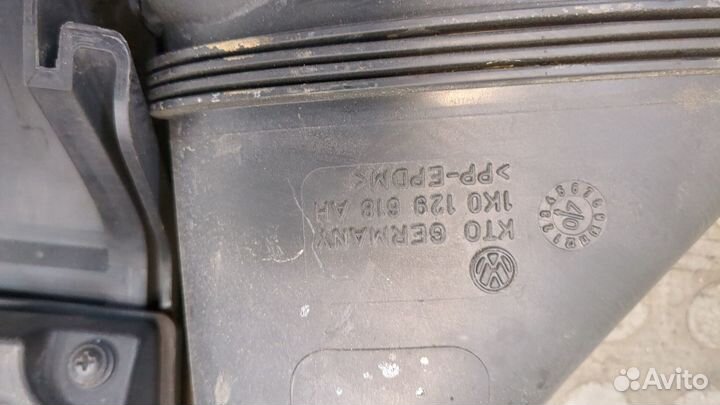 KTO GERMANY
1K0 129 618 AH
>PP-EPDM<
Avito